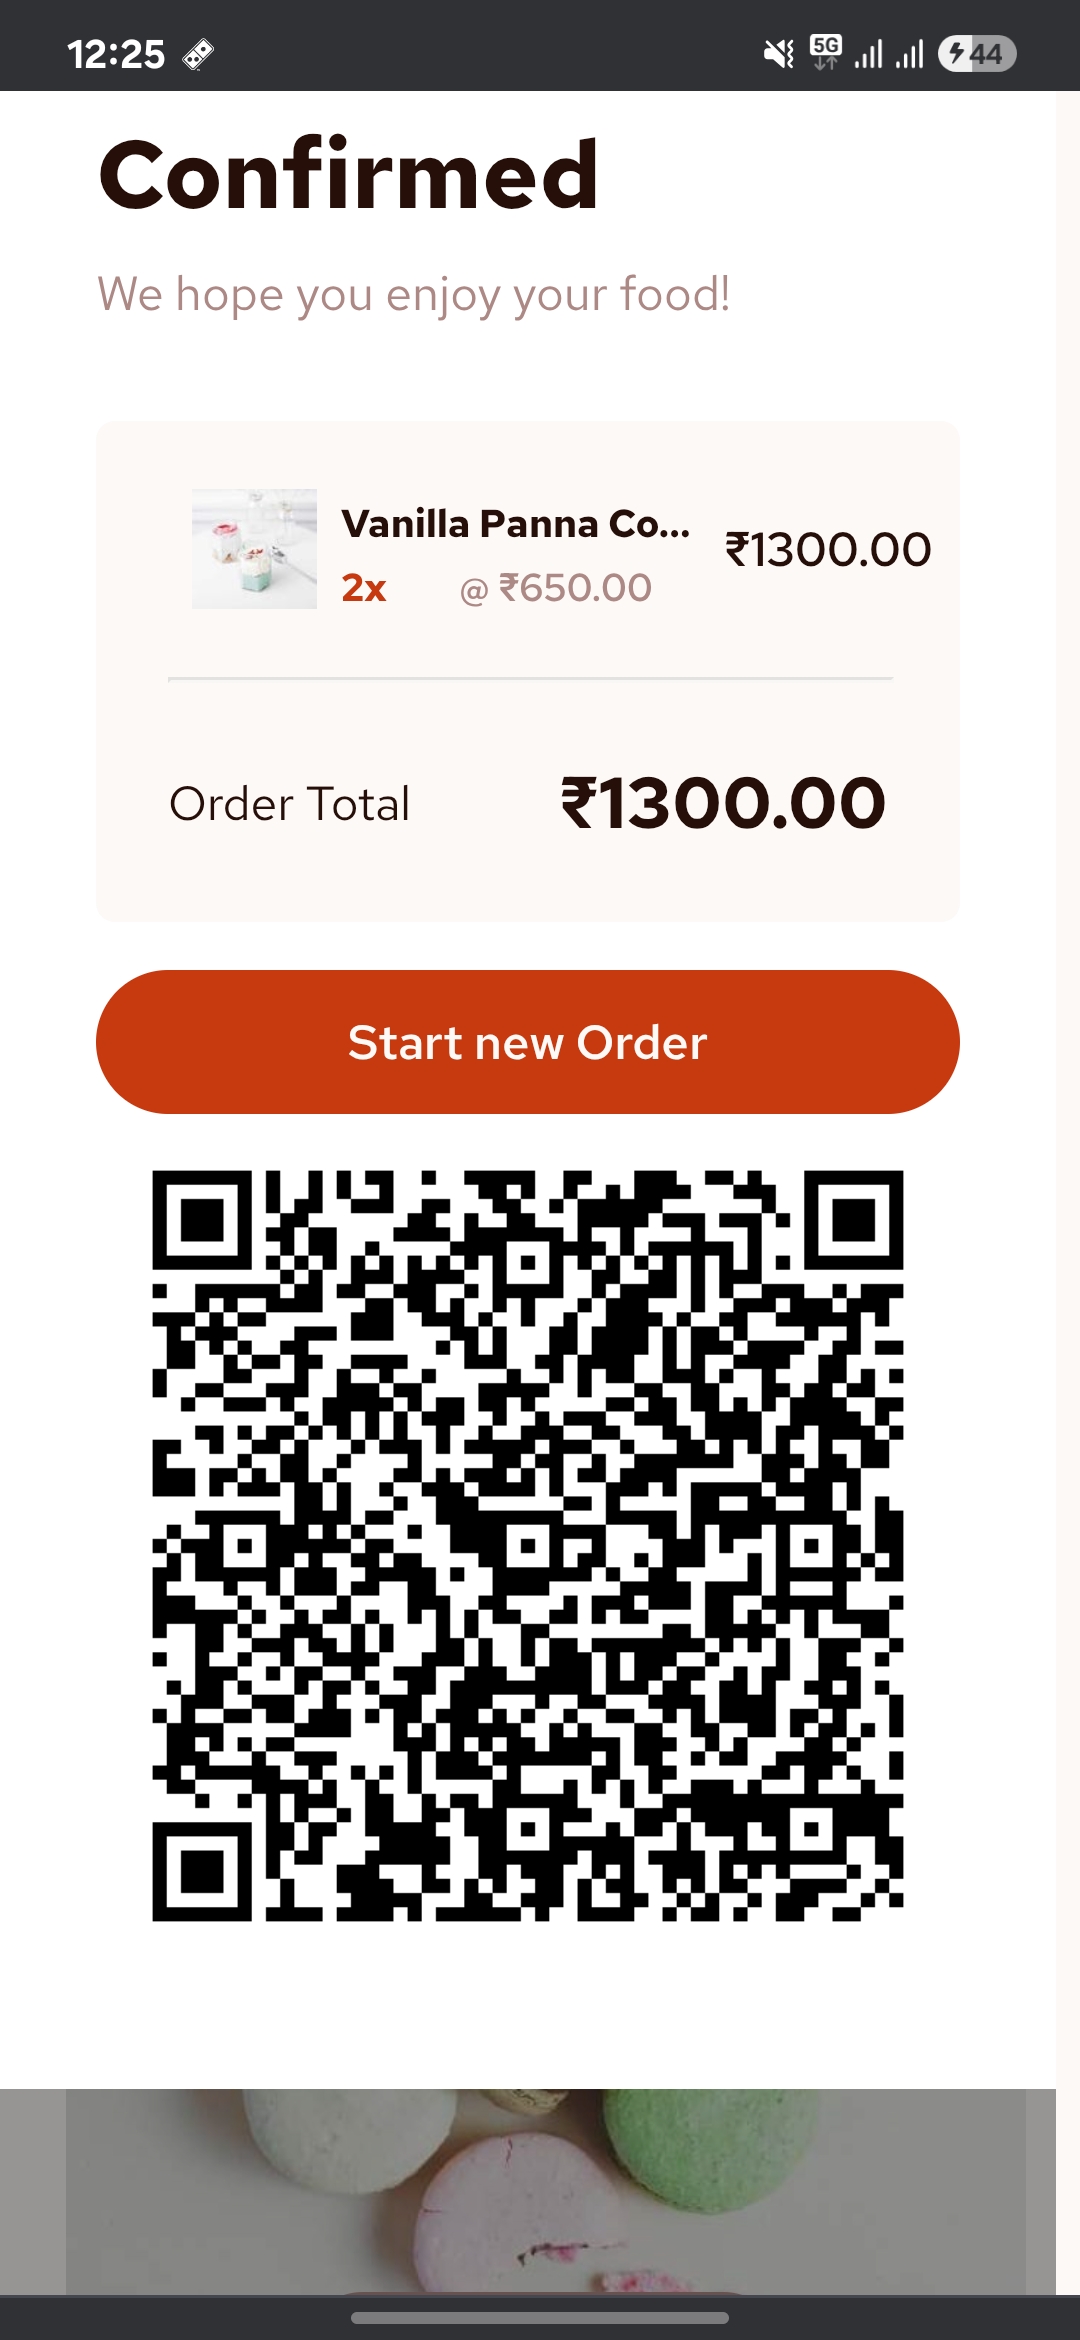 12:25
5G
44
Confirmed
We hope you enjoy your food!
Vanilla Panna Co...
₹1300.00
2x @ ₹650.00
Order Total ₹1300.00
Start new Order